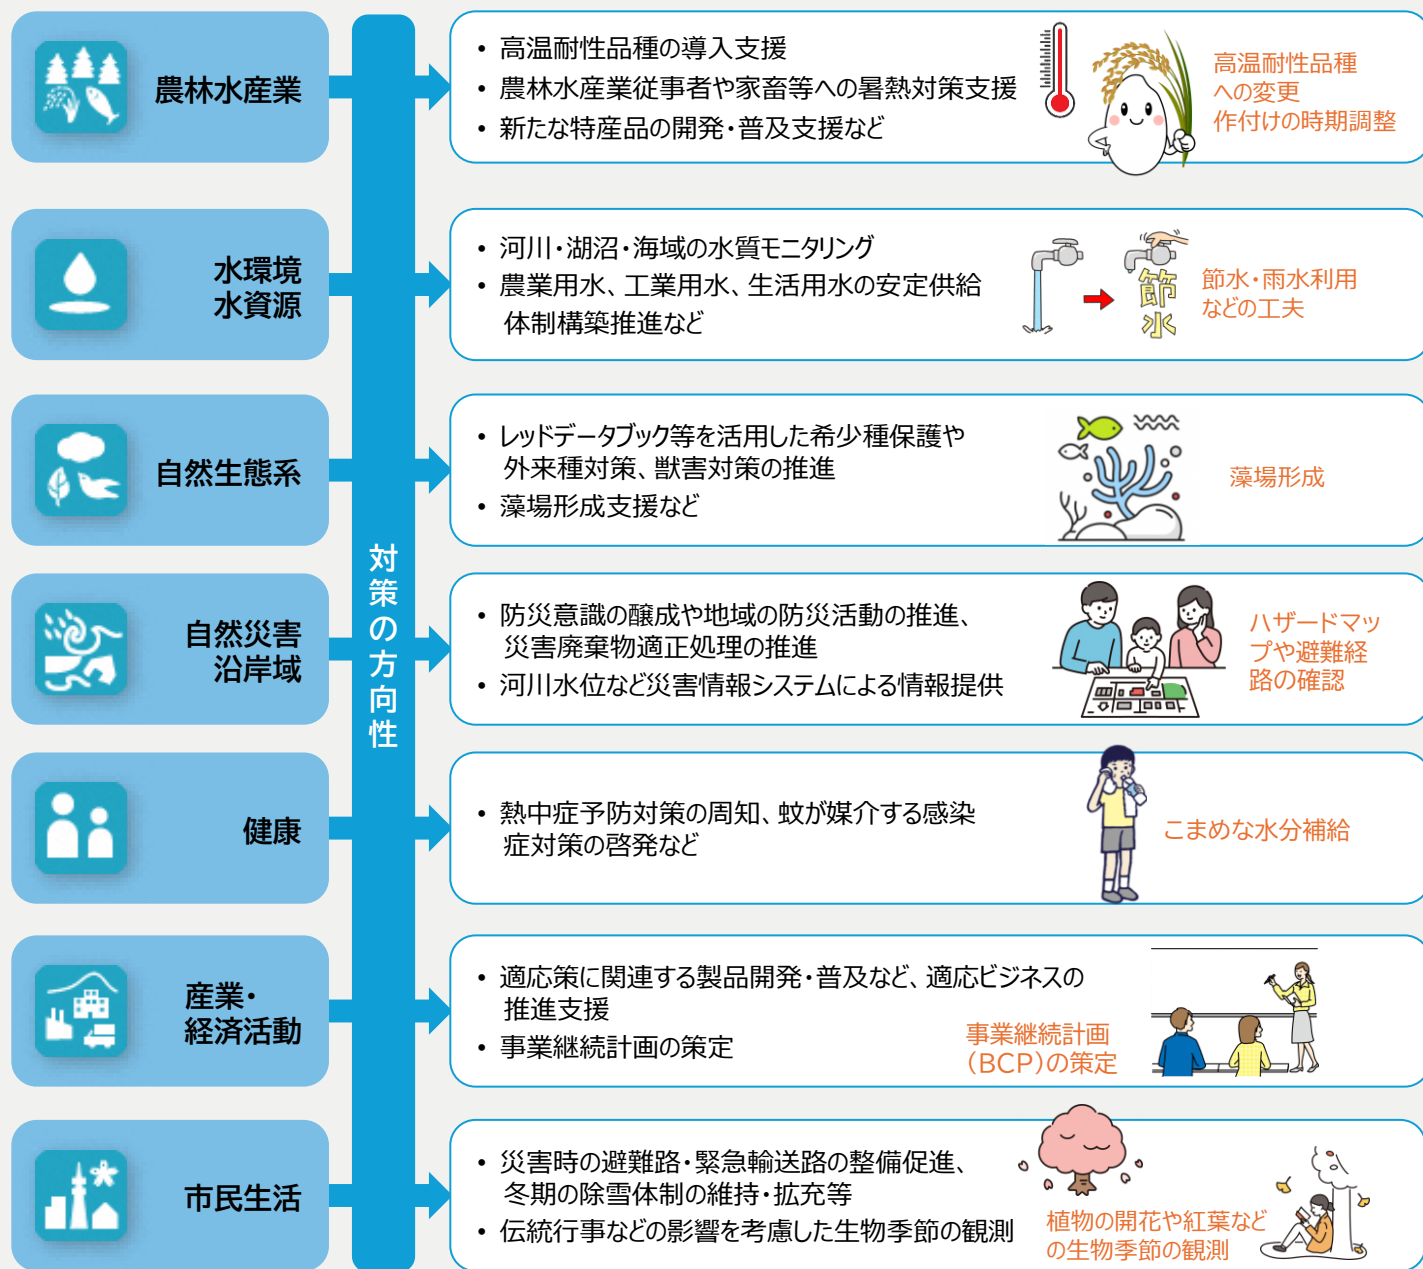 農林水産業
• 高温耐性品種の導入支援
• 農林水産業従事者や家畜等への暑熱対策支援
• 新たな特産品の開発・普及支援など
高温耐性品種
への変更
作付けの時期調整
水環境
水資源
• 河川・湖沼・海域の水質モニタリング
• 農業用水、工業用水、生活用水の安定供給
体制構築推進など
節水
節水・雨水利用
などの工夫
自然生態系
• レッドデータブック等を活用した希少種保護や
外来種対策、獣害対策の推進
• 藻場形成支援など
藻場形成
対策の方向性
自然災害
沿岸域
• 防災意識の醸成や地域の防災活動の推進、
災害廃棄物適正処理の推進
• 河川水位など災害情報システムによる情報提供
ハザードマッ
プや避難経
路の確認
健康
• 熱中症予防対策の周知、蚊が媒介する感染
症対策の啓発など
こまめな水分補給
産業・
経済活動
• 適応策に関連する製品開発・普及など、適応ビジネスの
推進支援
• 事業継続計画の策定
事業継続計画
（BCP）の策定
市民生活
• 災害時の避難路・緊急輸送路の整備促進、
冬期の除雪体制の維持・拡充等
• 伝統行事などの影響を考慮した生物季節の観測
植物の開花や紅葉など
の生物季節の観測